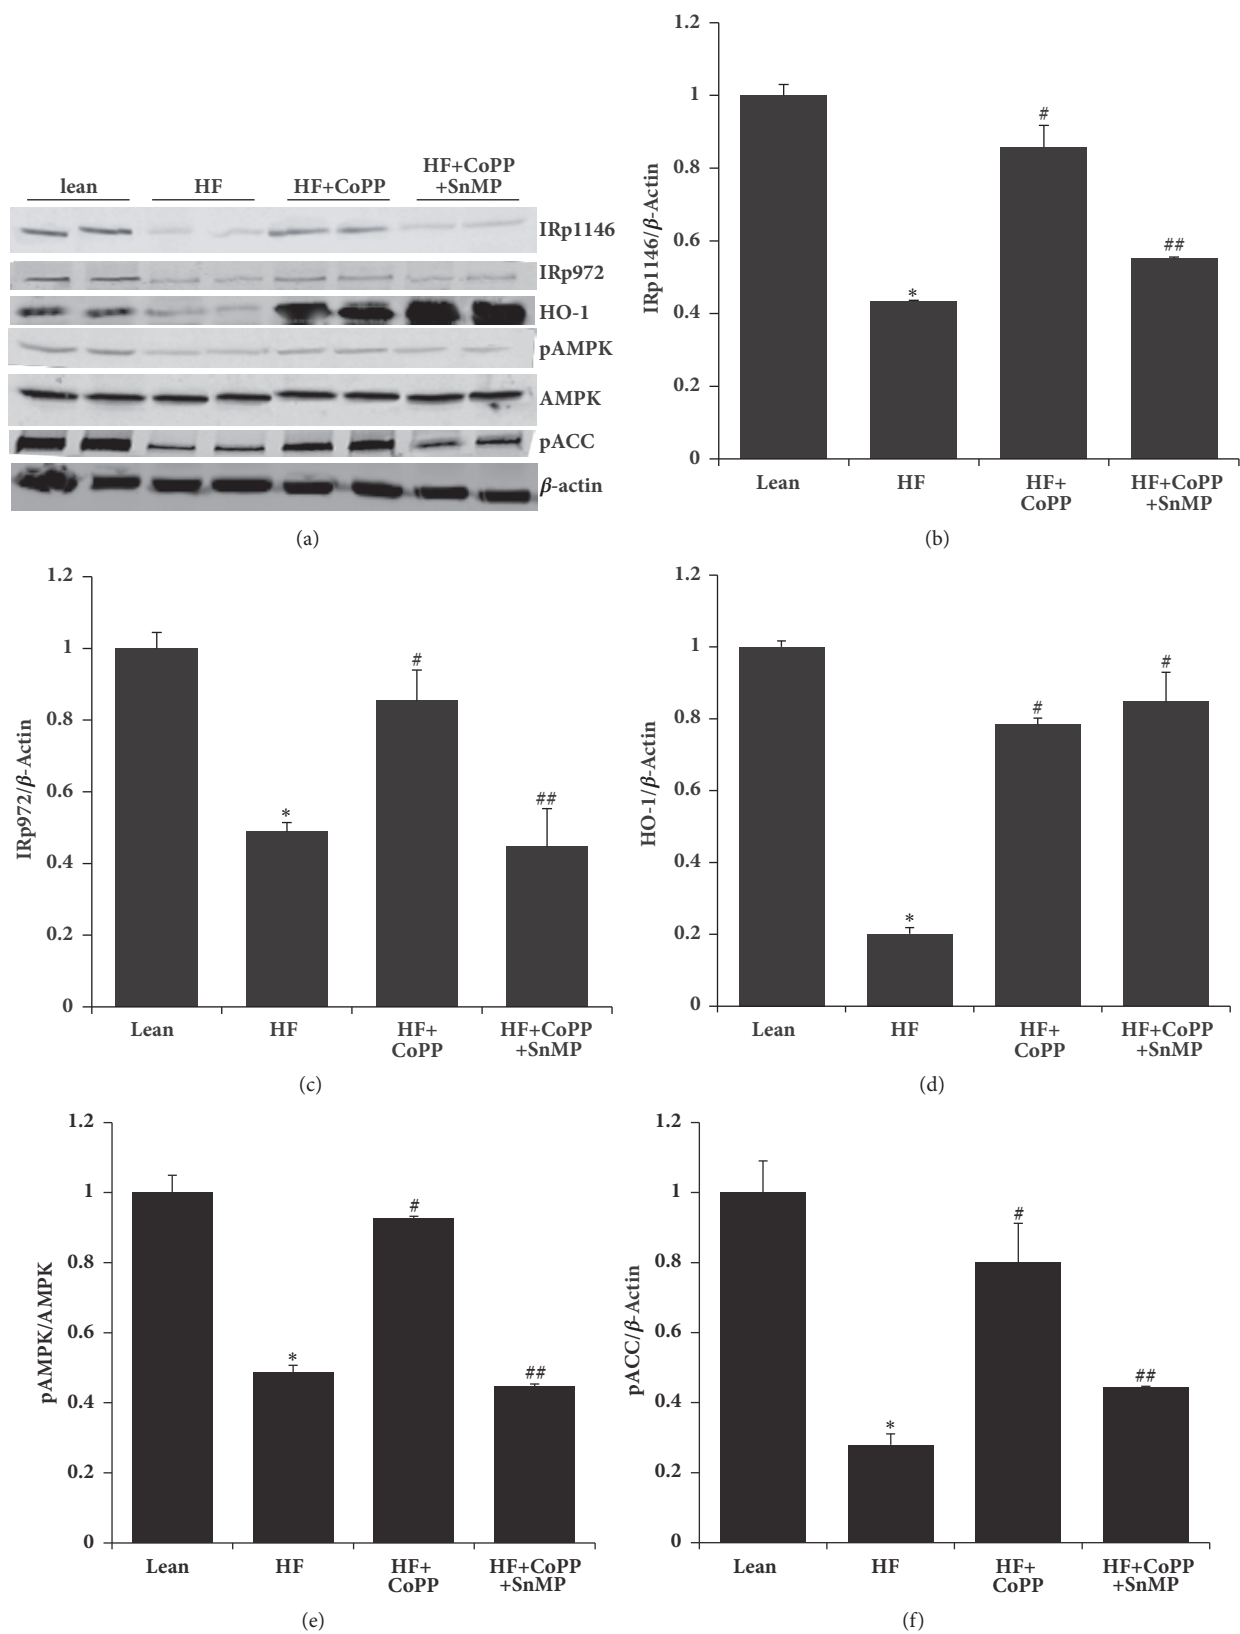 lean
HF
HF+CoPP
HF+CoPP
+SnMP
IRp1146
IRp972
HO-1
pAMPK
AMPK
pACC
β-actin
(a)
IRp1146/β-Actin
1.2
1
0.8
0.6
0.4
0.2
0
*
#
##
Lean
HF
HF+
CoPP
HF+CoPP
+SnMP
(b)
IRp972/β-Actin
1.2
1
0.8
0.6
0.4
0.2
0
*
#
##
Lean
HF
HF+
CoPP
HF+CoPP
+SnMP
(c)
HO-1/β-Actin
1.2
1
0.8
0.6
0.4
0.2
0
*
#
#
Lean
HF
HF+
CoPP
HF+CoPP
+SnMP
(d)
pAMPK/AMPK
1.2
1
0.8
0.6
0.4
0.2
0
*
#
##
Lean
HF
HF+
CoPP
HF+CoPP
+SnMP
(e)
pACC/β-Actin
1.2
1
0.8
0.6
0.4
0.2
0
*
#
##
Lean
HF
HF+
CoPP
HF+CoPP
+SnMP
(f)